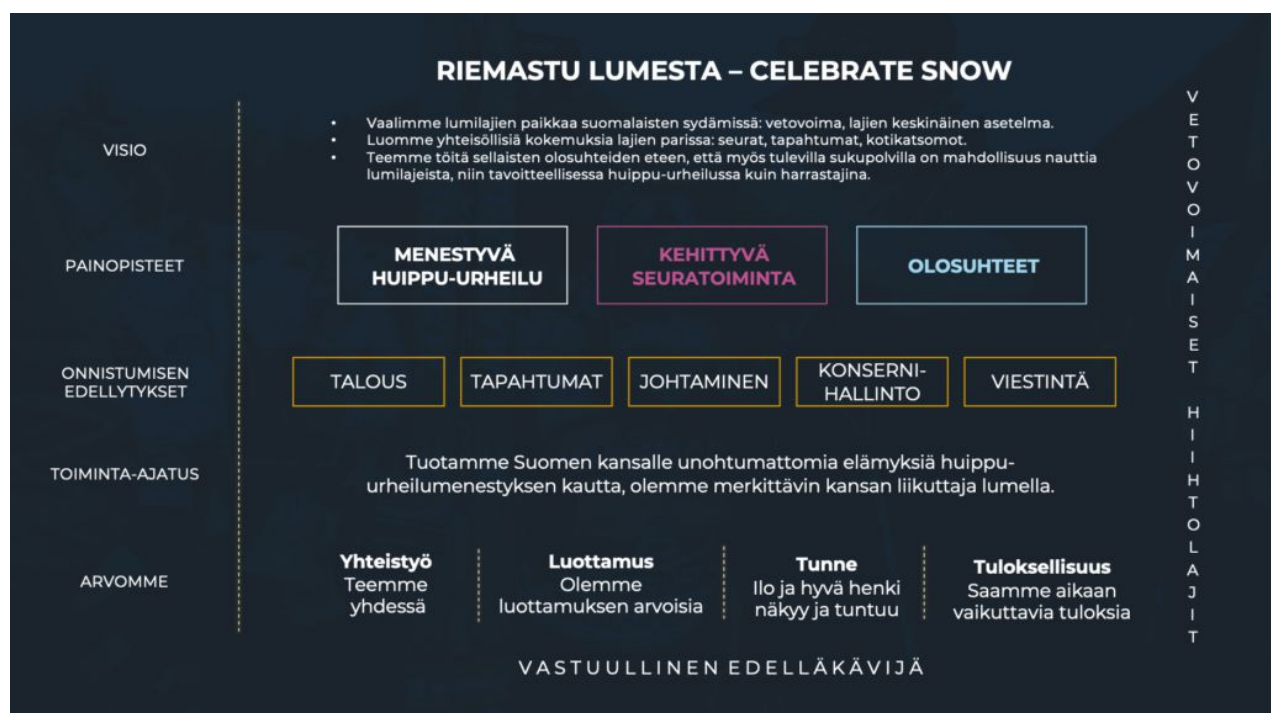 RIEMASTU LUMESTA – CELEBRATE SNOW
VISIO
• Vaalimme lumilajien paikkaa suomalaisten sydämissä: vetovoima, lajien keskinäinen asetelma.
• Luomme yhteisöllisiä kokemuksia lajien parissa: seurat, tapahtumat, kotikatsomot.
• Teemme töitä sellaisten olosuhteiden eteen, että myös tulevilla sukupolvilla on mahdollisuus nauttia
lumilajeista, niin tavoitteellisessa huippu-urheilussa kuin harrastajina.
PAINOPISTEET
MENESTYVÄ
HUIPPU-URHEILU
KEHITTYVÄ
SEURATOIMINTA
OLOSUHTEET
ONNISTUMISEN
EDELLYTYKSET
TALOUS
TAPAHTUMAT
JOHTAMINEN
KONSERNI-
HALLINTO
VIESTINTÄ
TOIMINTA-AJATUS
Tuotamme Suomen kansalle unohtumattomia elämyksiä huippu-
urheilumenestyksen kautta, olemme merkittävin kansan liikuttaja lumella.
ARVOMME
Yhteistyö
Teemme
yhdessä
Luottamus
Olemme
luottamuksen arvoisia
Tunne
Ilo ja hyvä henki
näkyy ja tuntuu
Tuloksellisuus
Saamme aikaan
vaikuttavia tuloksia
VASTUULLINEN EDELLÄKÄVIJÄ
VETOVOIMAISET HIIHTOLAJIT